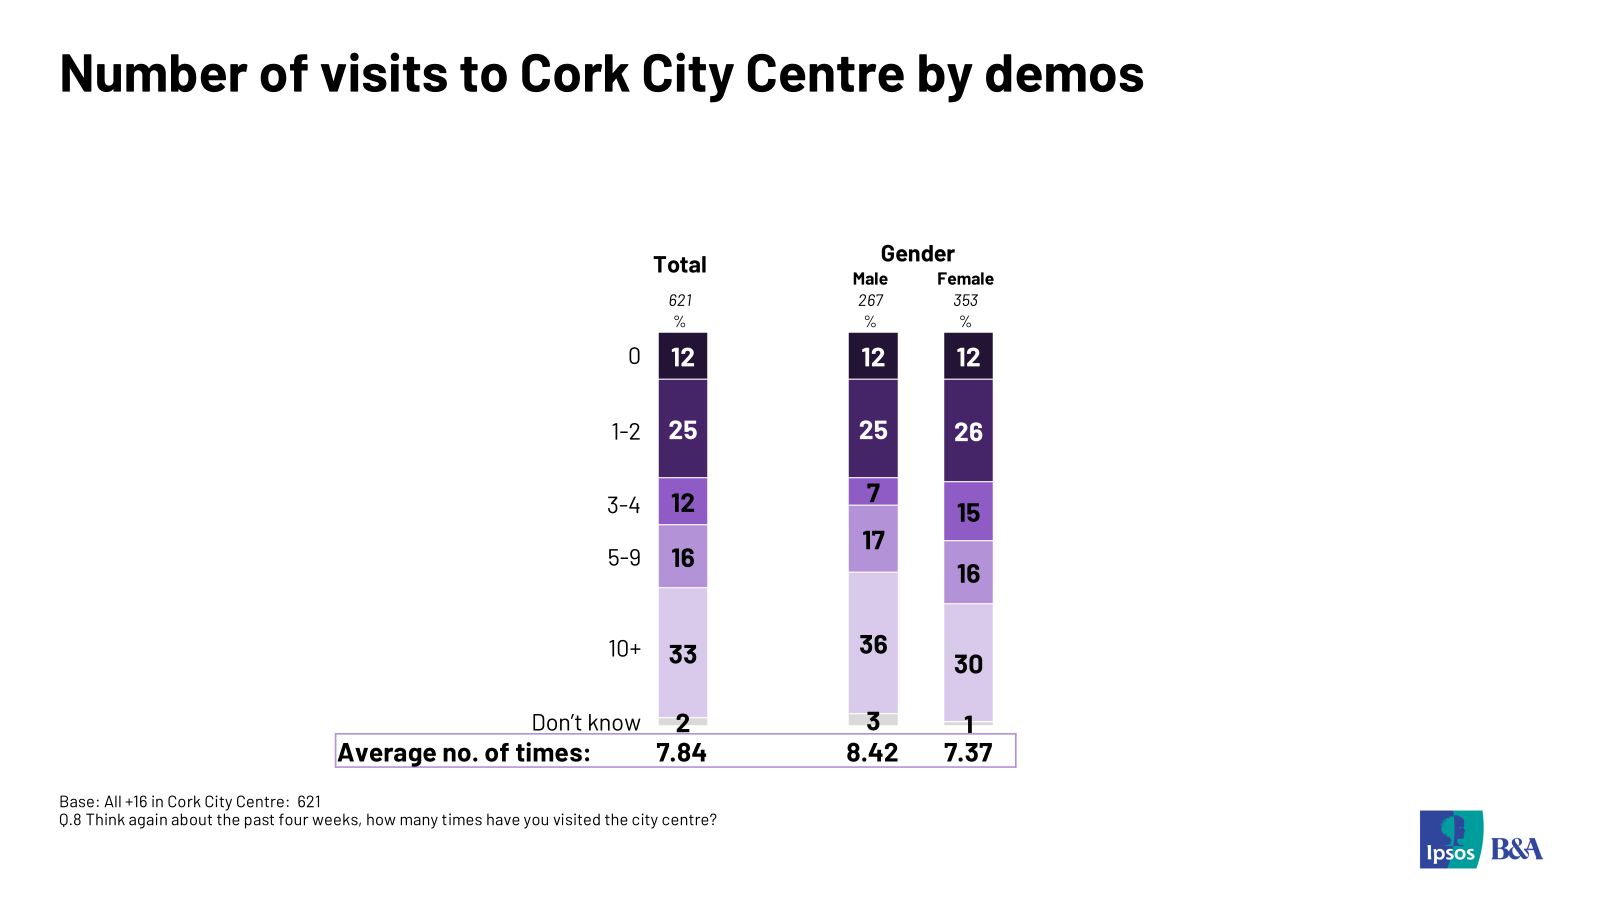 Number of visits to Cork City Centre by demos
Total
Gender
Male
Female
621
267
353
%
%
%
0
12
12
12
1-2
25
25
26
3-4
12
7
15
5-9
16
17
16
10+
33
36
30
Don't know
2
3
1
Average no. of times:
7.84
8.42
7.37
Base: All +16 in Cork City Centre: 621
Q.8 Think again about the past four weeks, how many times have you visited the city centre?
Ipsos
B&A